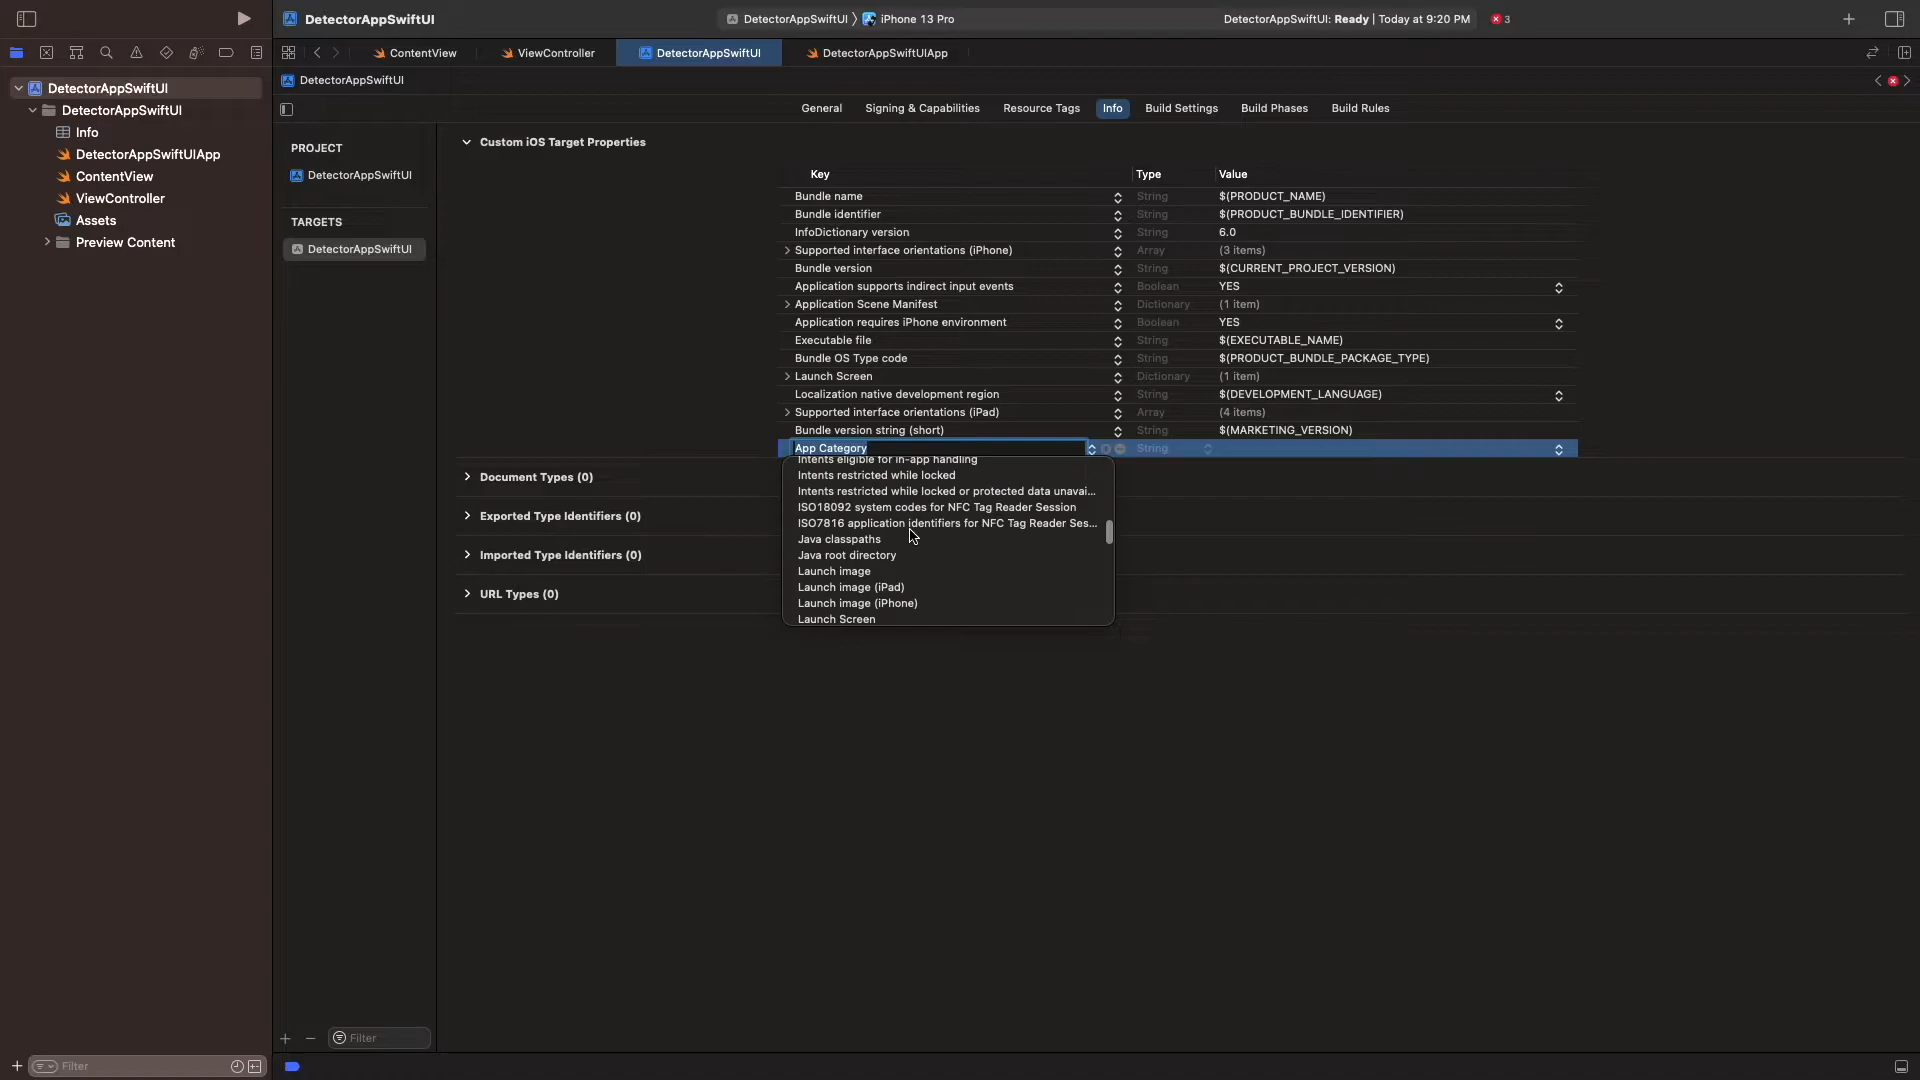 DetectorAppSwiftUI
DetectorAppSwiftUI
iPhone 13 Pro
DetectorAppSwiftUI: Ready | Today at 9:20 PM
3
ContentView
ViewController
DetectorAppSwiftUI
DetectorAppSwiftUIApp
DetectorAppSwiftUI
DetectorAppSwiftUI
DetectorAppSwiftUI
Info
DetectorAppSwiftUIApp
ContentView
ViewController
Assets
Preview Content
General
Signing & Capabilities
Resource Tags
Info
Build Settings
Build Phases
Build Rules
PROJECT
DetectorAppSwiftUI
TARGETS
DetectorAppSwiftUI
Custom iOS Target Properties
Key Type Value
Bundle name String $(PRODUCT_NAME)
Bundle identifier String $(PRODUCT_BUNDLE_IDENTIFIER)
InfoDictionary version String 6.0
Supported interface orientations (iPhone) Array (3 items)
Bundle version String $(CURRENT_PROJECT_VERSION)
Application supports indirect input events Boolean YES
Application Scene Manifest Dictionary (1 item)
Application requires iPhone environment Boolean YES
Executable file String $(EXECUTABLE_NAME)
Bundle OS Type code String $(PRODUCT_BUNDLE_PACKAGE_TYPE)
Launch Screen Dictionary (1 item)
Localization native development region String $(DEVELOPMENT_LANGUAGE)
Supported interface orientations (iPad) Array (4 items)
Bundle version string (short) String $(MARKETING_VERSION)
App Category String
Intents eligible for in-app handling
Intents restricted while locked
Intents restricted while locked or protected data unavai...
ISO18092 system codes for NFC Tag Reader Session
ISO7816 application identifiers for NFC Tag Reader Ses...
Java classpaths
Java root directory
Launch image
Launch image (iPad)
Launch image (iPhone)
Launch Screen
Document Types (0)
Exported Type Identifiers (0)
Imported Type Identifiers (0)
URL Types (0)
Filter
Filter